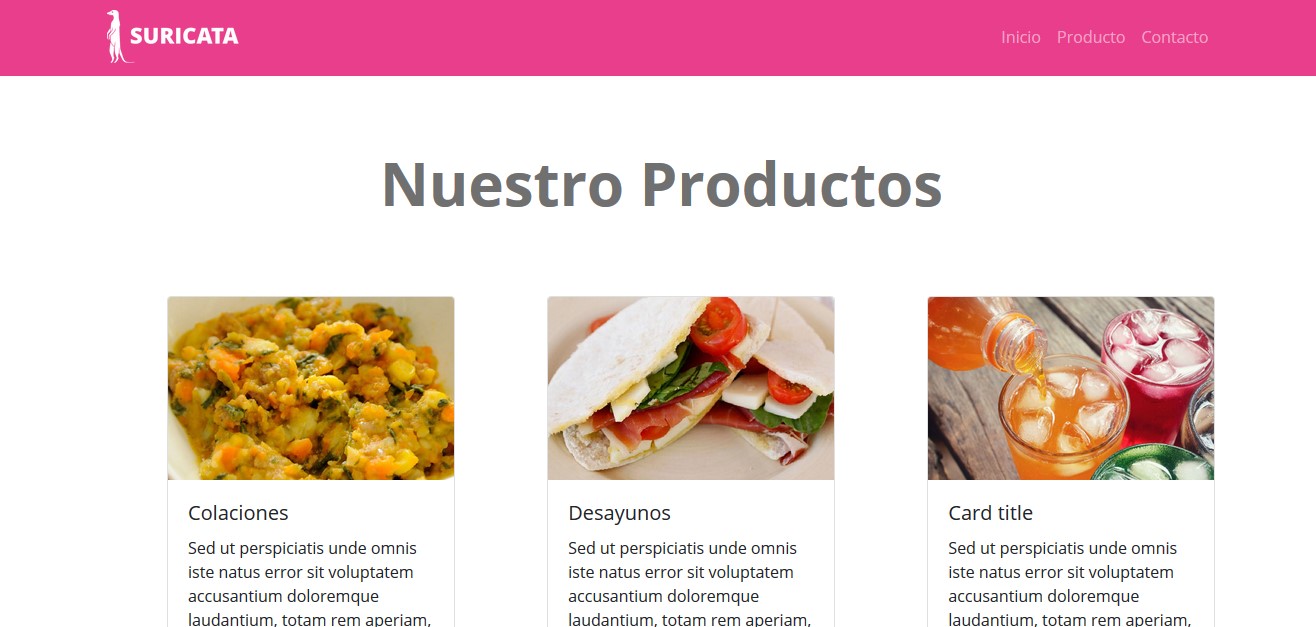 SURICATA
Inicio Producto Contacto
Nuestro Productos
Colaciones
Sed ut perspiciatis unde omnis
iste natus error sit voluptatem
accusantium doloremque
laudantium, totam rem aperiam,
Desayunos
Sed ut perspiciatis unde omnis
iste natus error sit voluptatem
accusantium doloremque
laudantium, totam rem aperiam,
Card title
Sed ut perspiciatis unde omnis
iste natus error sit voluptatem
accusantium doloremque
laudantium, totam rem aperiam,